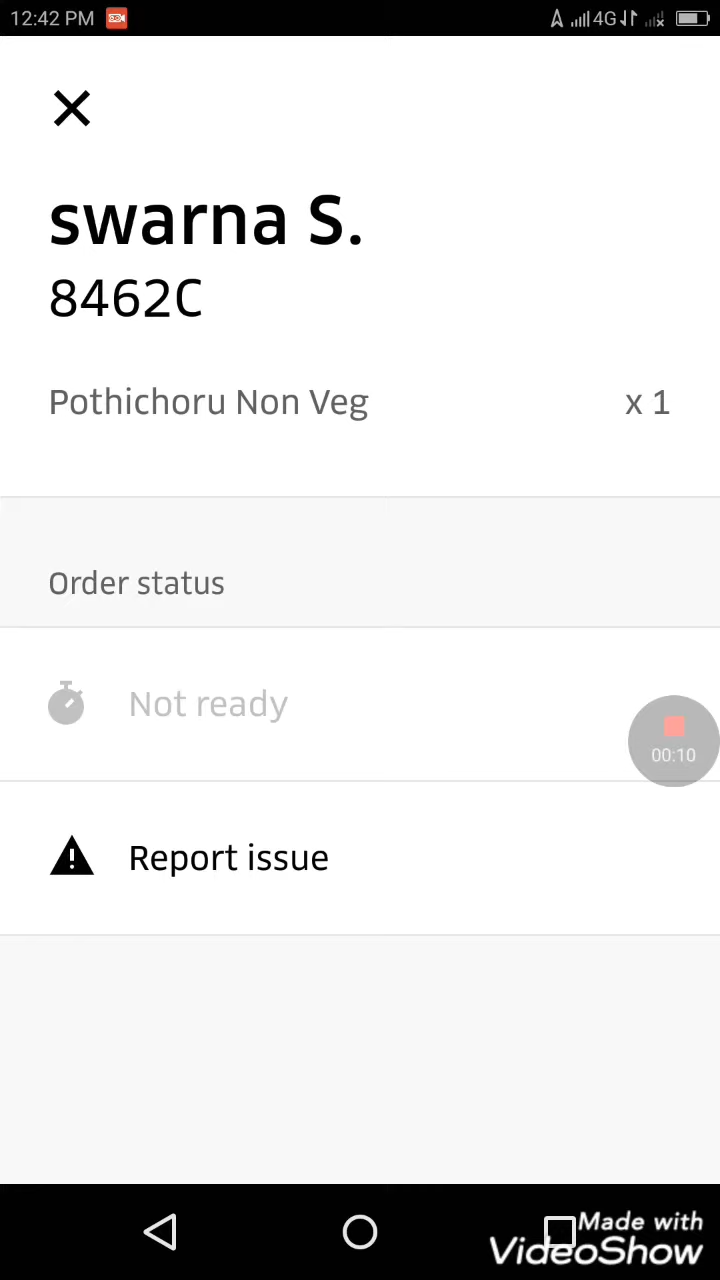 12:42 PM
4G
swarna S.
8462C
Pothichoru Non Veg x 1
Order status
Not ready
00:10
Report issue
Made with
VideoShow